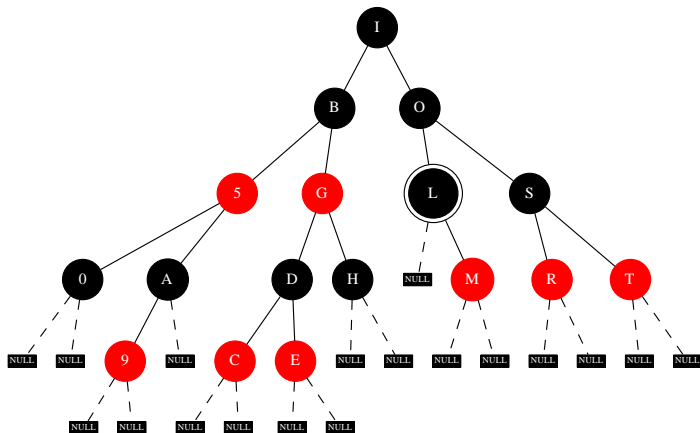 I
B O
5 G L S
0 A D H NULL M R T
NULL NULL 9 NULL C E NULL NULL NULL NULL NULL NULL NULL NULL
NULL NULL NULL NULL NULL NULL